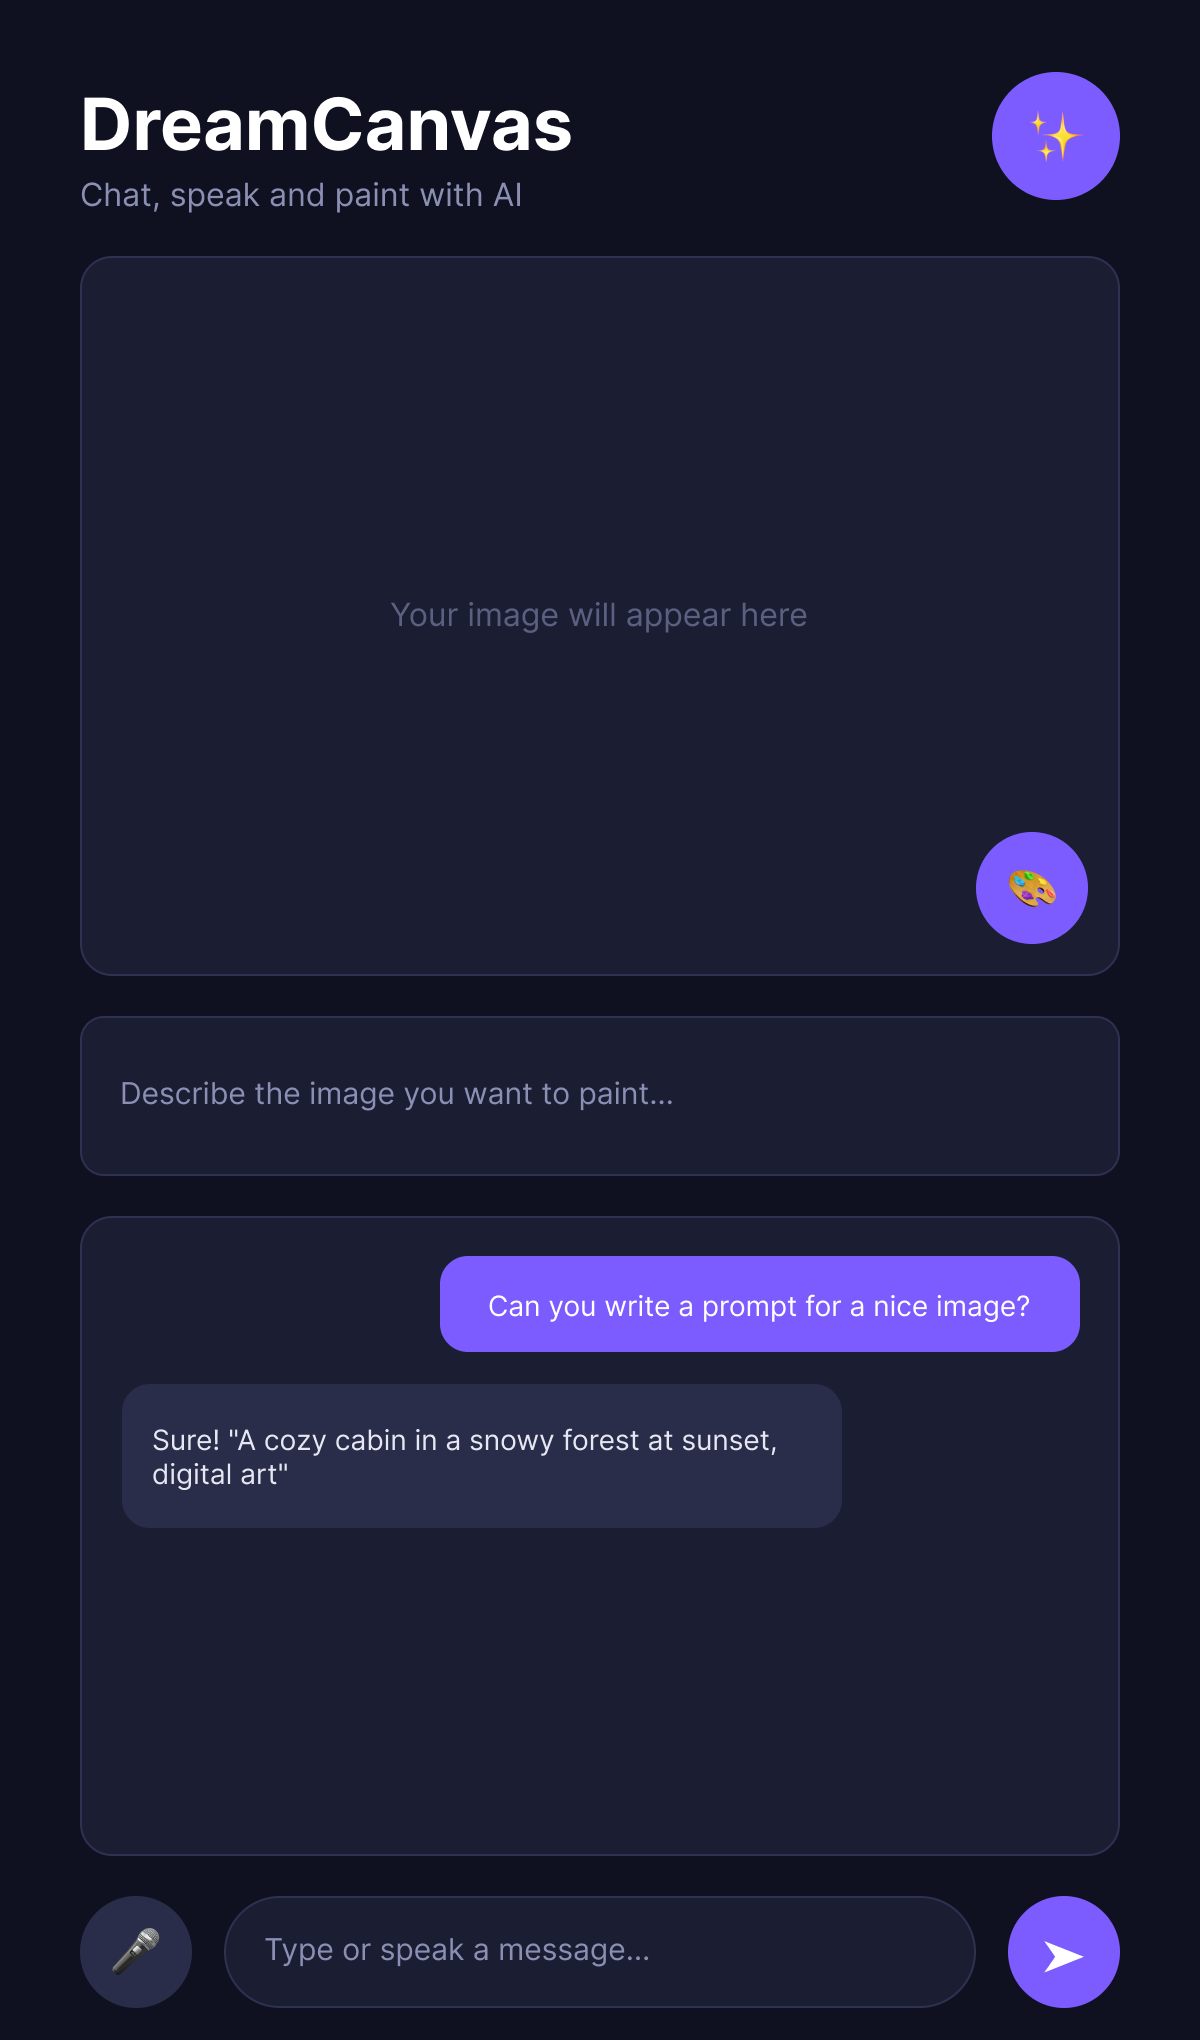 DreamCanvas
Chat, speak and paint with AI
Your image will appear here
Describe the image you want to paint...
Can you write a prompt for a nice image?
Sure! "A cozy cabin in a snowy forest at sunset,
digital art"
Type or speak a message...